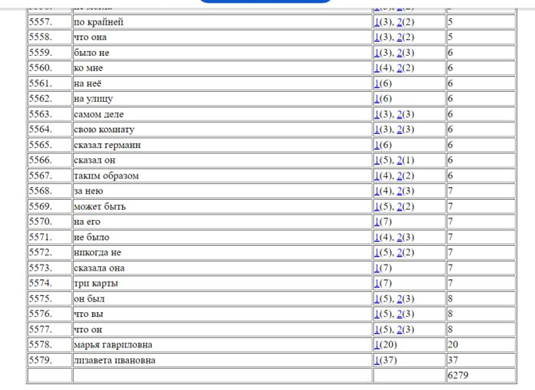 5557. по крайней 1(3), 2(2) 5
5558. что она 1(3), 2(2) 5
5559. было не 1(3), 2(3) 6
5560. ко мне 1(4), 2(2) 6
5561. на неё 1(6) 6
5562. на улицу 1(6) 6
5563. самом деле 1(3), 2(3) 6
5564. свою комнату 1(3), 2(3) 6
5565. сказал германн 1(6) 6
5566. сказал он 1(5), 2(1) 6
5567. таким образом 1(4), 2(2) 6
5568. за нею 1(4), 2(3) 7
5569. может быть 1(5), 2(2) 7
5570. на его 1(7) 7
5571. не было 1(4), 2(3) 7
5572. никогда не 1(5), 2(2) 7
5573. сказала она 1(7) 7
5574. три карты 1(7) 7
5575. он был 1(5), 2(3) 8
5576. что вы 1(5), 2(3) 8
5577. что он 1(5), 2(3) 8
5578. марья гавриловна 1(20) 20
5579. лизавета ивановна 1(37) 37
6279